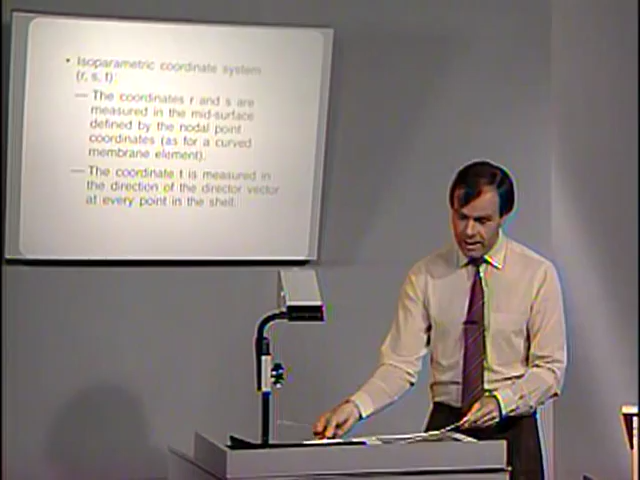 • Isoparametric coordinate system
(r, s, t):
— The coordinates r and s are
measured in the mid-surface
defined by the nodal point
coordinates (as for a curved
membrane element).
— The coordinate t is measured in
the direction of the director vector
at every point in the shell.